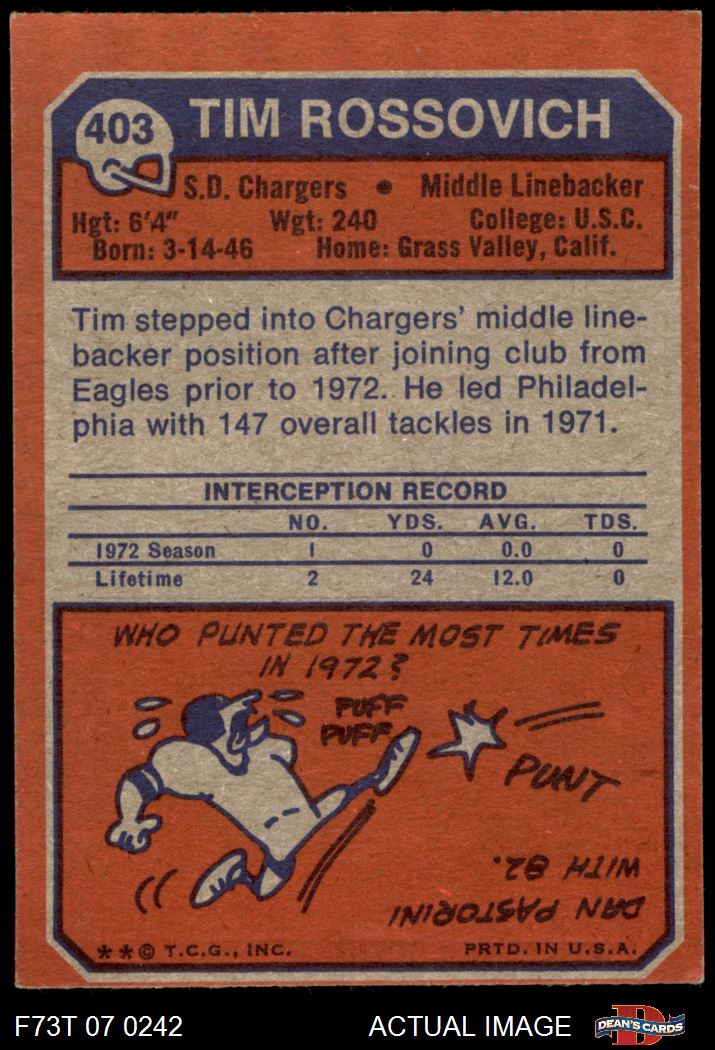 403
TIM ROSSOVICH
S.D. Chargers • Middle Linebacker
Hgt: 6'4" Wgt: 240 College: U.S.C.
Born: 3-14-46 Home: Grass Valley, Calif.
Tim stepped into Chargers' middle line-
backer position after joining club from
Eagles prior to 1972. He led Philadel-
phia with 147 overall tackles in 1971.
INTERCEPTION RECORD
NO. YDS. AVG. TDS.
1972 Season 1 0 0.0 0
Lifetime 2 24 12.0 0
WHO PUNTED THE MOST TIMES
IN 1972?
PUFF
PUFF
PUNT
DAN PASTORINI
WITH 82.
**© T.C.G., INC. PRTD. IN U.S.A.
F73T 07 0242 ACTUAL IMAGE D DEAN'S CARDS